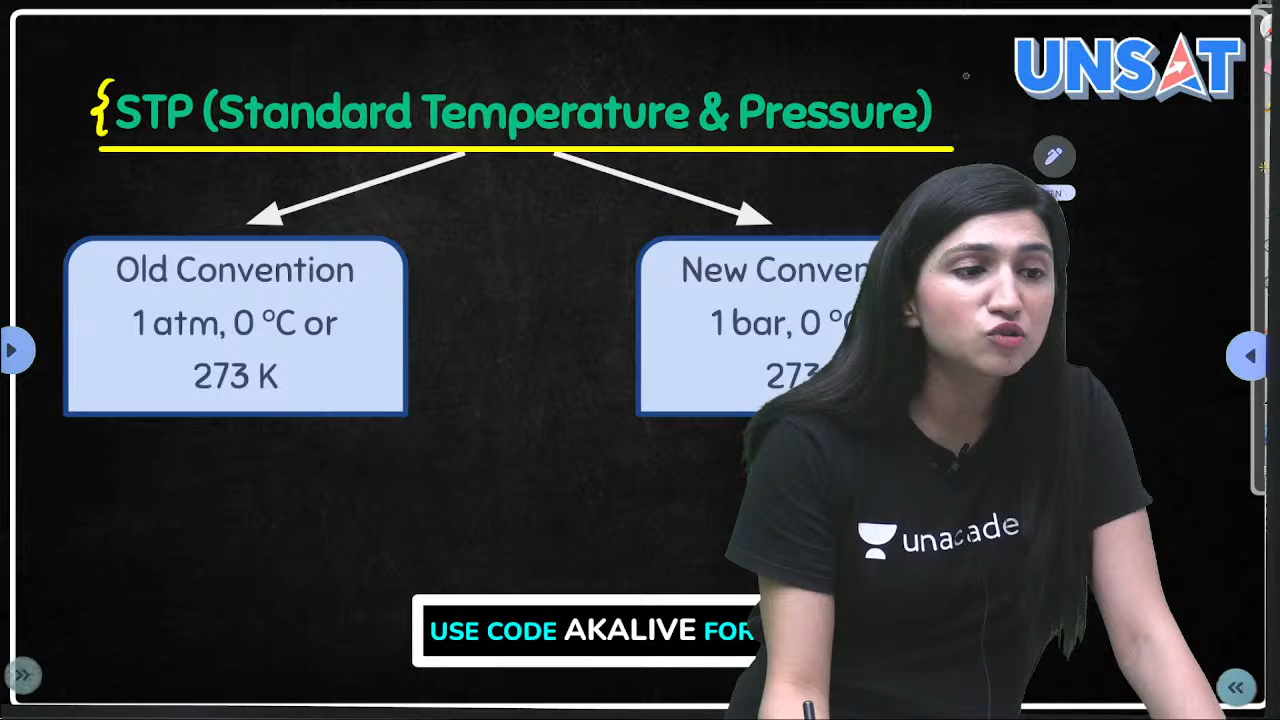 UNSAT
{STP (Standard Temperature & Pressure)
Old Convention
1 atm, 0 °C or
273 K
New Conven
1 bar, 0 °
273
unacade
USE CODE AKALIVE FOR